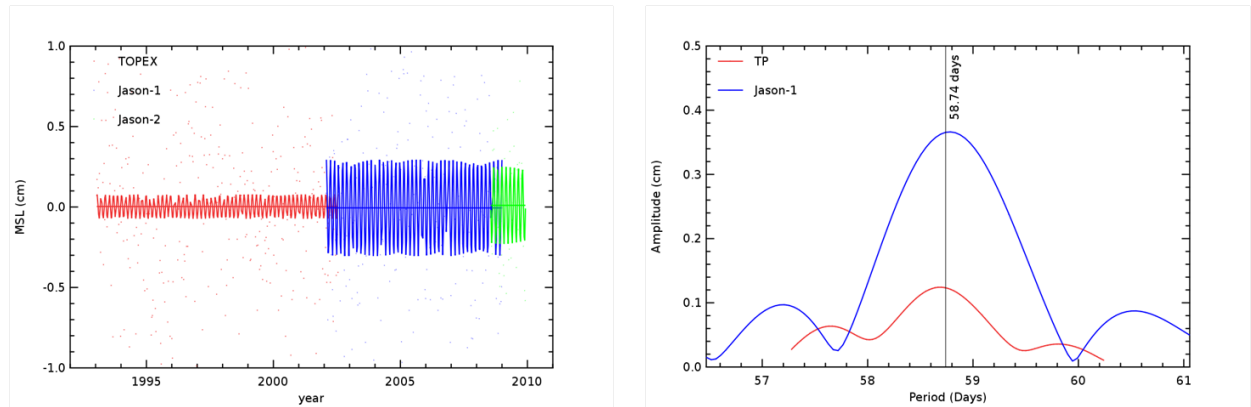 1.0
0.5
0.0
-0.5
-1.0
MSL (cm)
TOPEX
Jason-1
Jason-2
1995
2000
2005
2010
year
0.5
0.4
0.3
0.2
0.1
0.0
Amplitude (cm)
TP
Jason-1
58.74 days
57
58
59
60
61
Period (Days)